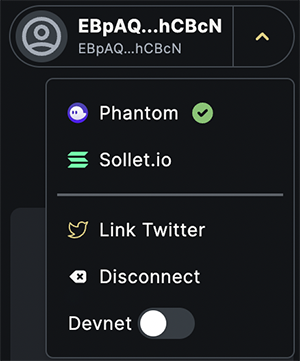 EBpAQ...hCBcN
EBpAQ...hCBcN
Phantom
Sollet.io
Link Twitter
Disconnect
Devnet